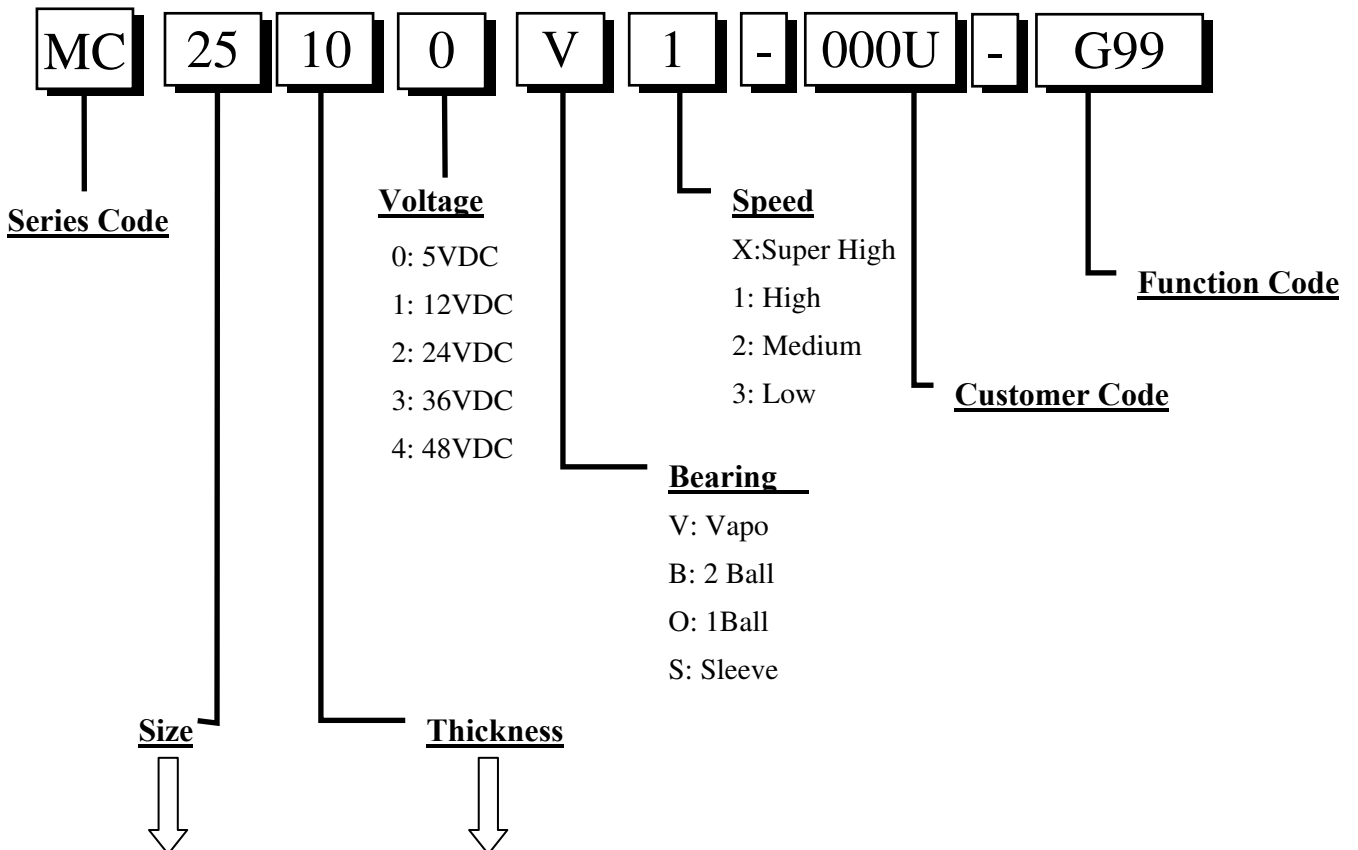 MC 25 10 0 V 1 - 000U - G99
Series Code
Voltage
0: 5VDC
1: 12VDC
2: 24VDC
3: 36VDC
4: 48VDC
Speed
X:Super High
1: High
2: Medium
3: Low
Function Code
Customer Code
Bearing
V: Vapo
B: 2 Ball
O: 1Ball
S: Sleeve
Size
Thickness